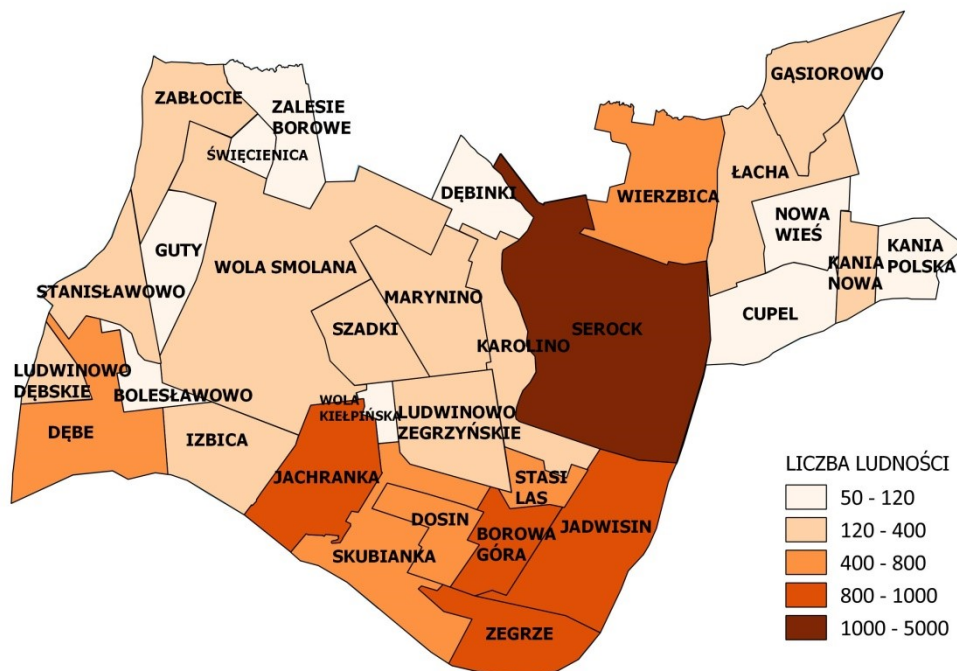 GĄSIOROWO
ZABŁOCIE
ZALESIE
BOROWE
ŚWIĘCIENICA
ŁACHA
DĘBINKI
WIERZBICA
NOWA
WIEŚ
KANIA
POLSKA
GUTY
WOLA SMOLANA
KANIA
NOWA
STANISŁAWOWO
MARYNINO
CUPEL
SZADKI
SEROCK
KAROLINO
LUDWINOWO
DĘBSKIE
BOLESŁAWOWO
WOLA
KIEŁPIŃSKA
LUDWINOWO
ZEGRZYŃSKIE
DĘBE
IZBICA
JACHRANKA
STASI
LAS
DOSIN
BOROWA
GÓRA
JADWISIN
SKUBIANKA
ZEGRZE
LICZBA LUDNOŚCI
50 - 120
120 - 400
400 - 800
800 - 1000
1000 - 5000